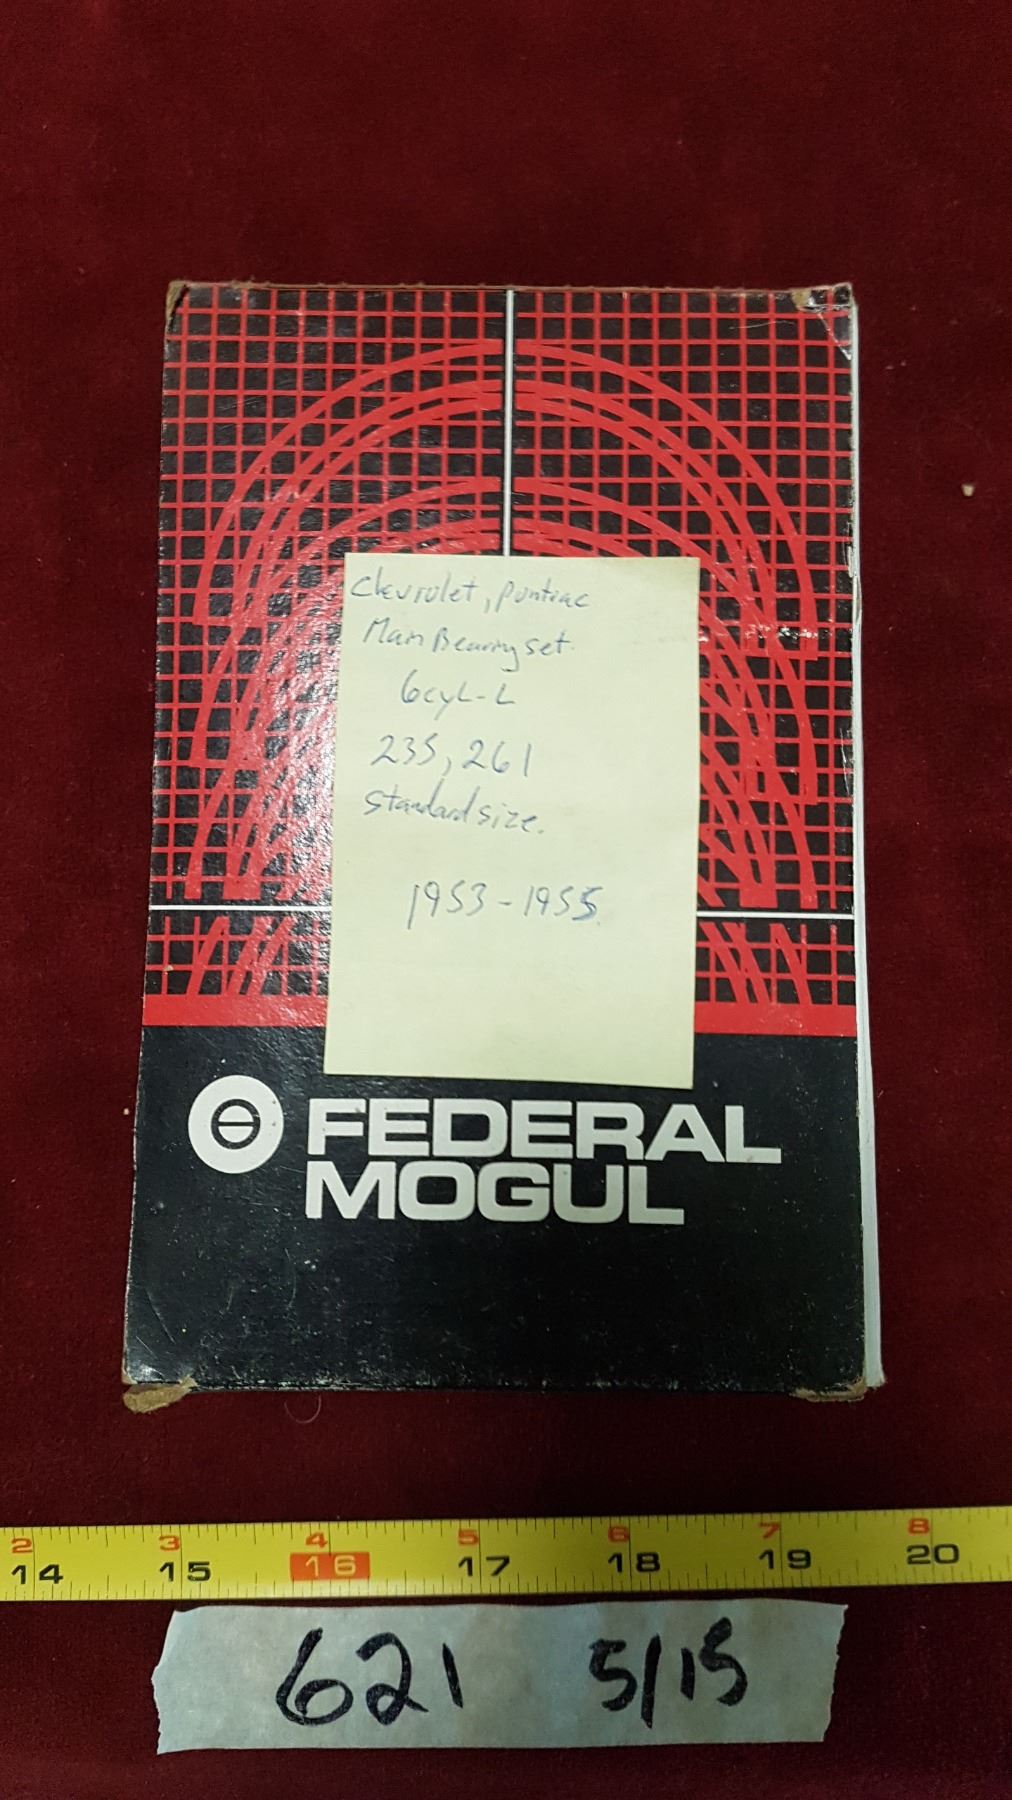 Chevrolet, Pontiac
Main Bearing set.
6cyL-L
235, 261
Standard size.
1953-1955
FEDERAL
MOGUL
2 3 4 5 6 7 8
14 15 16 17 18 19 20
621 5/15